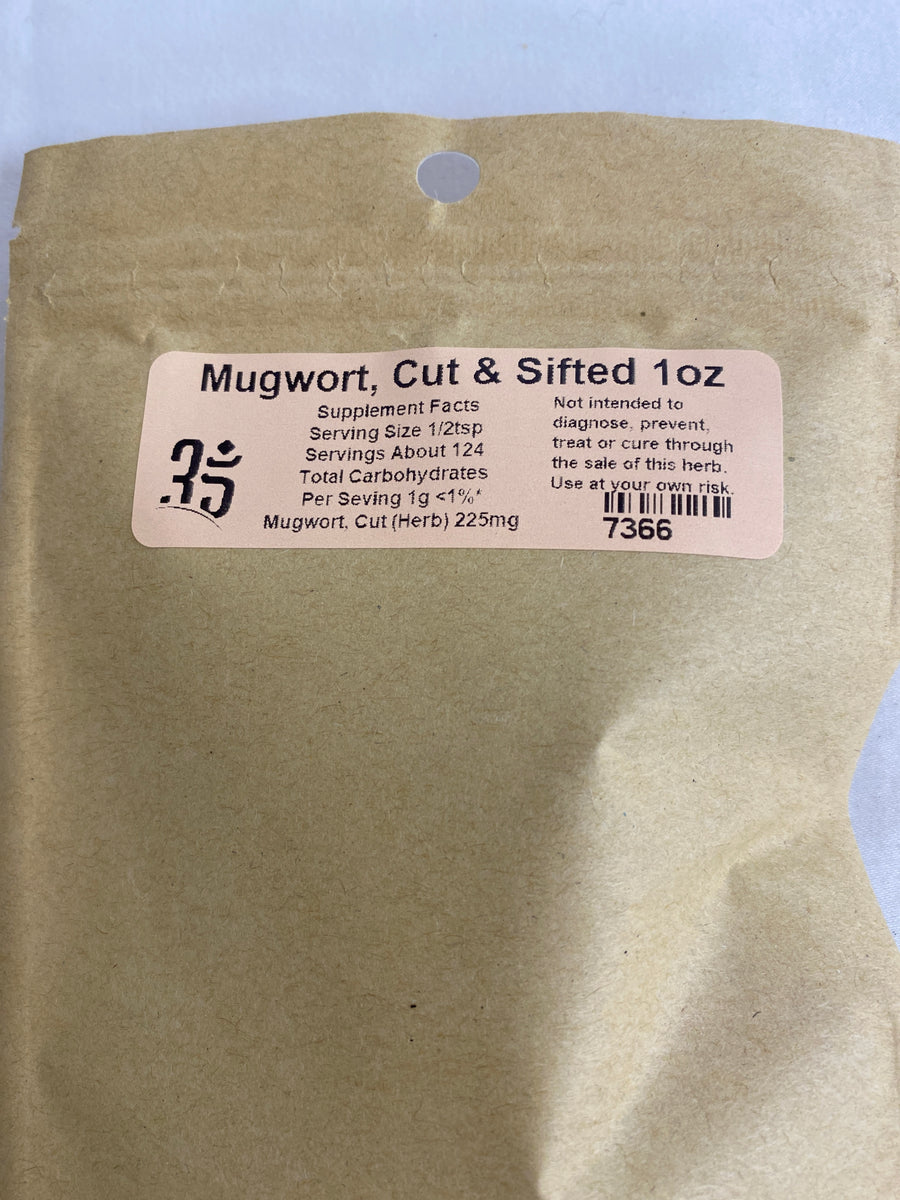 Mugwort, Cut & Sifted 1oz
Supplement Facts
Serving Size 1/2tsp
Servings About 124
Total Carbohydrates
Per Seving 1g <1%*
Mugwort, Cut (Herb) 225mg
Not intended to
diagnose, prevent,
treat or cure through
the sale of this herb.
Use at your own risk.
7366